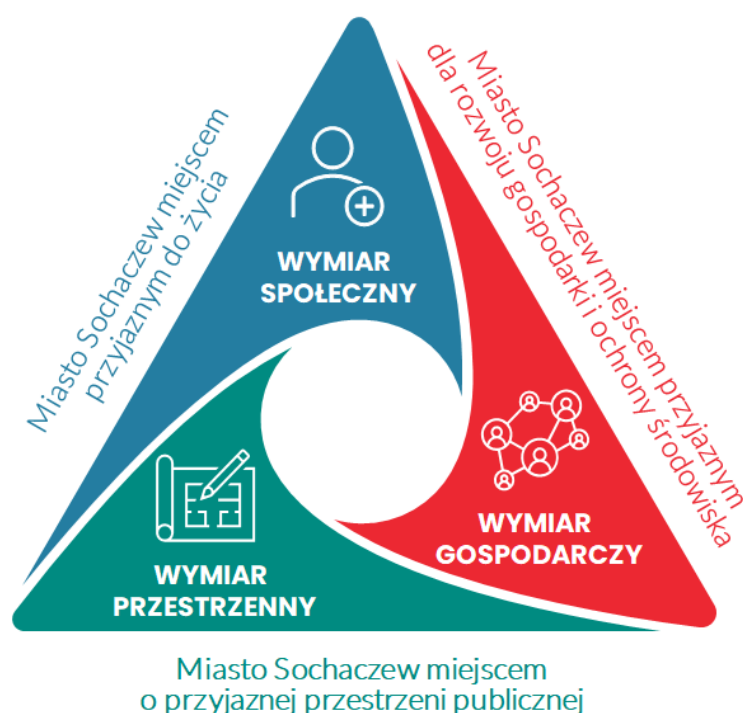 Miasto Sochaczew miejscem
przyjaznym do życia
Miasto Sochaczew miejscem przyjaznym
dla rozwoju gospodarki i ochrony środowiska
WYMIAR
SPOŁECZNY
WYMIAR
GOSPODARCZY
WYMIAR
PRZESTRZENNY
Miasto Sochaczew miejscem
o przyjaznej przestrzeni publicznej